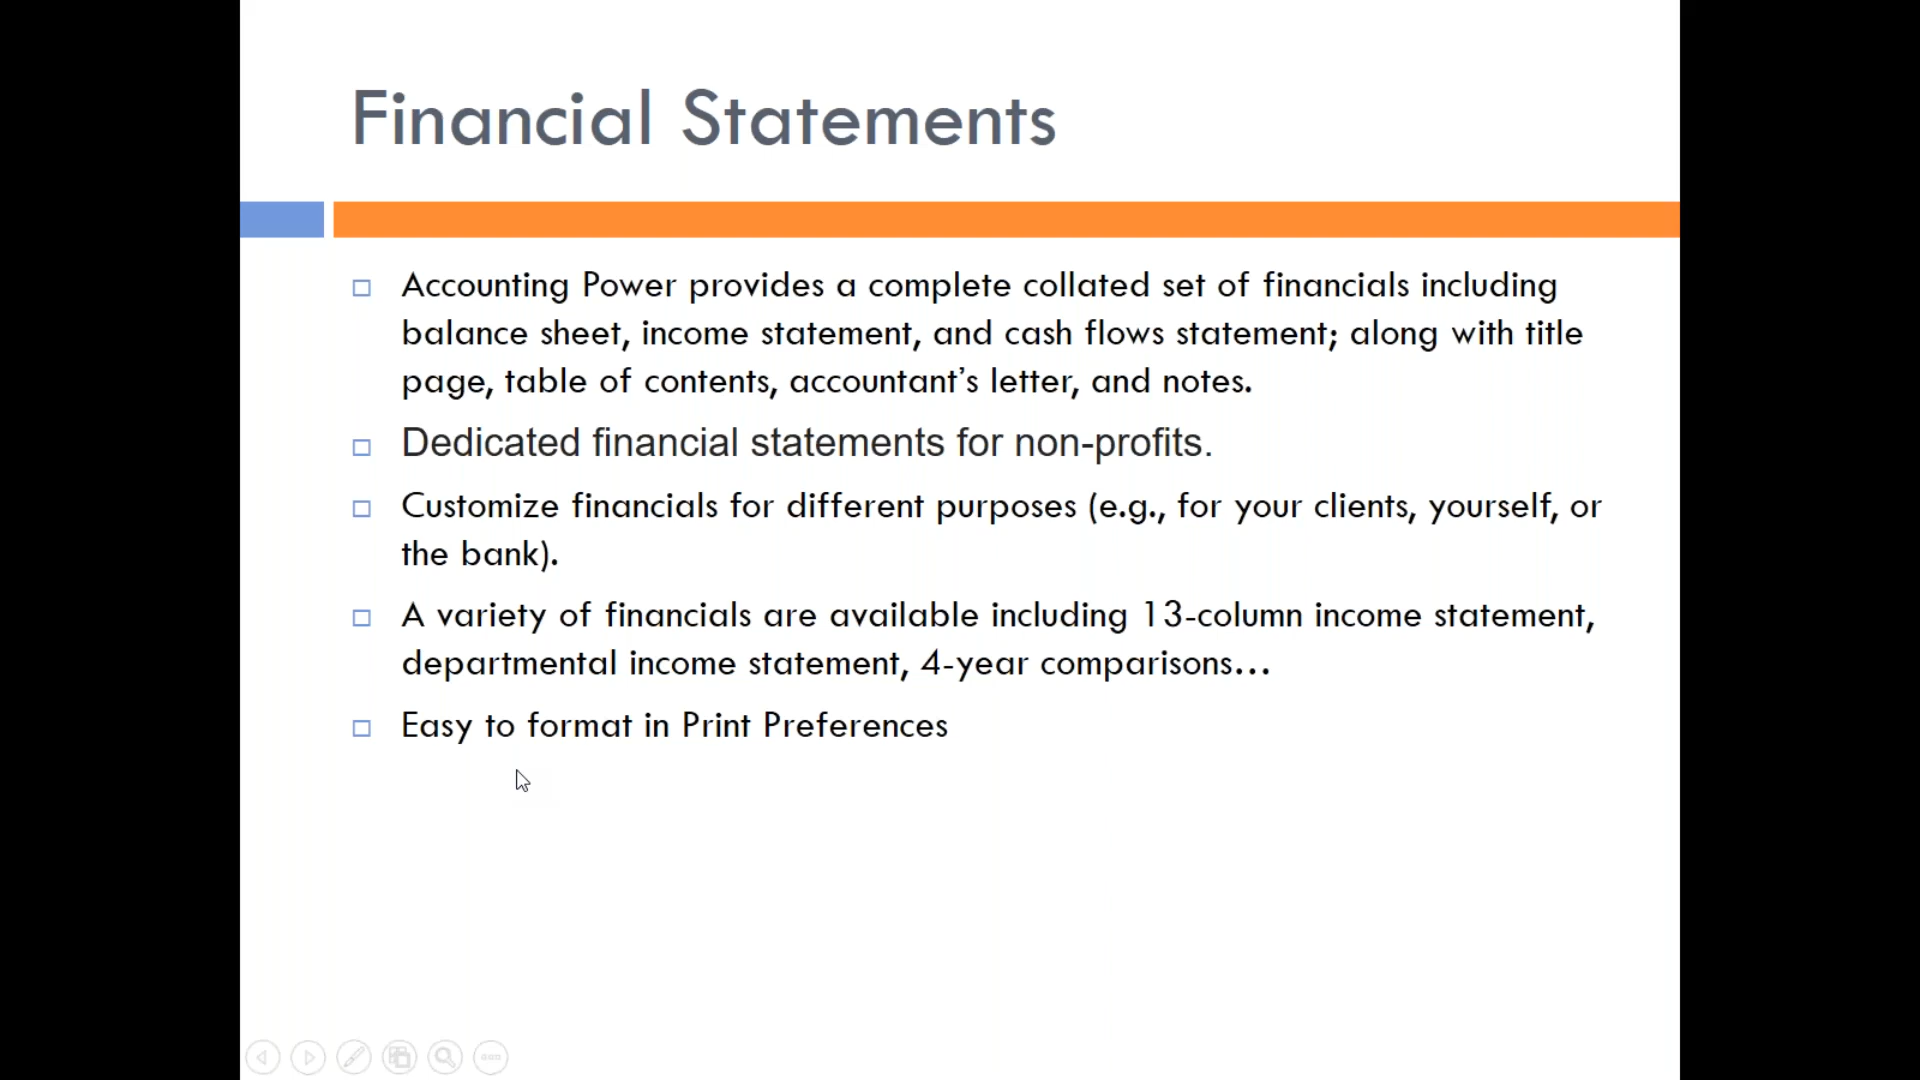 Financial Statements
Accounting Power provides a complete collated set of financials including
balance sheet, income statement, and cash flows statement; along with title
page, table of contents, accountant’s letter, and notes.
Dedicated financial statements for non-profits.
Customize financials for different purposes (e.g., for your clients, yourself, or
the bank).
A variety of financials are available including 13-column income statement,
departmental income statement, 4-year comparisons…
Easy to format in Print Preferences